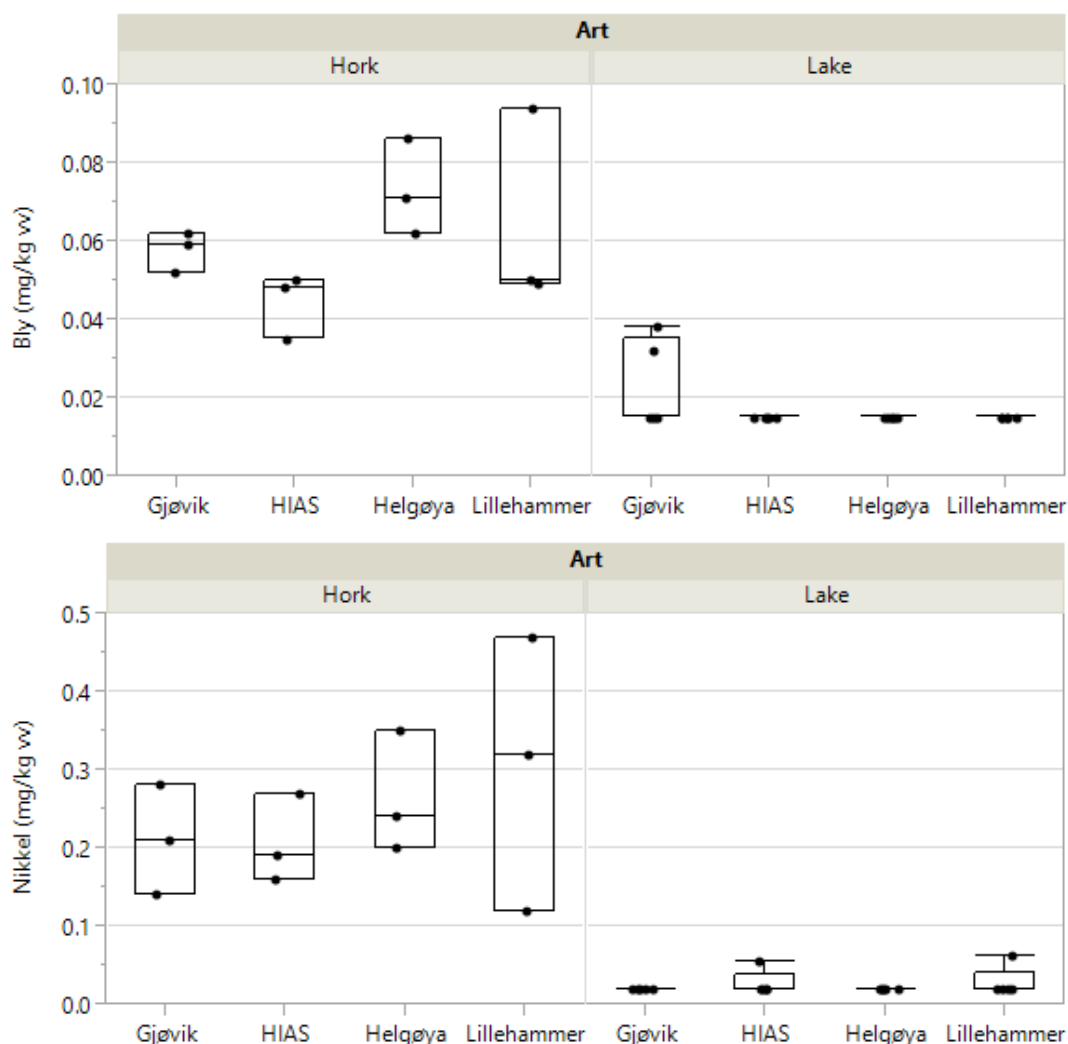 Art
Hork Lake
0.10
0.08
0.06
0.04
0.02
0.00
Bly (mg/kg vv)
Gjøvik HIAS Helgøya Lillehammer Gjøvik HIAS Helgøya Lillehammer
Art
Hork Lake
0.5
0.4
0.3
0.2
0.1
0.0
Nikkel (mg/kg vv)
Gjøvik HIAS Helgøya Lillehammer Gjøvik HIAS Helgøya Lillehammer